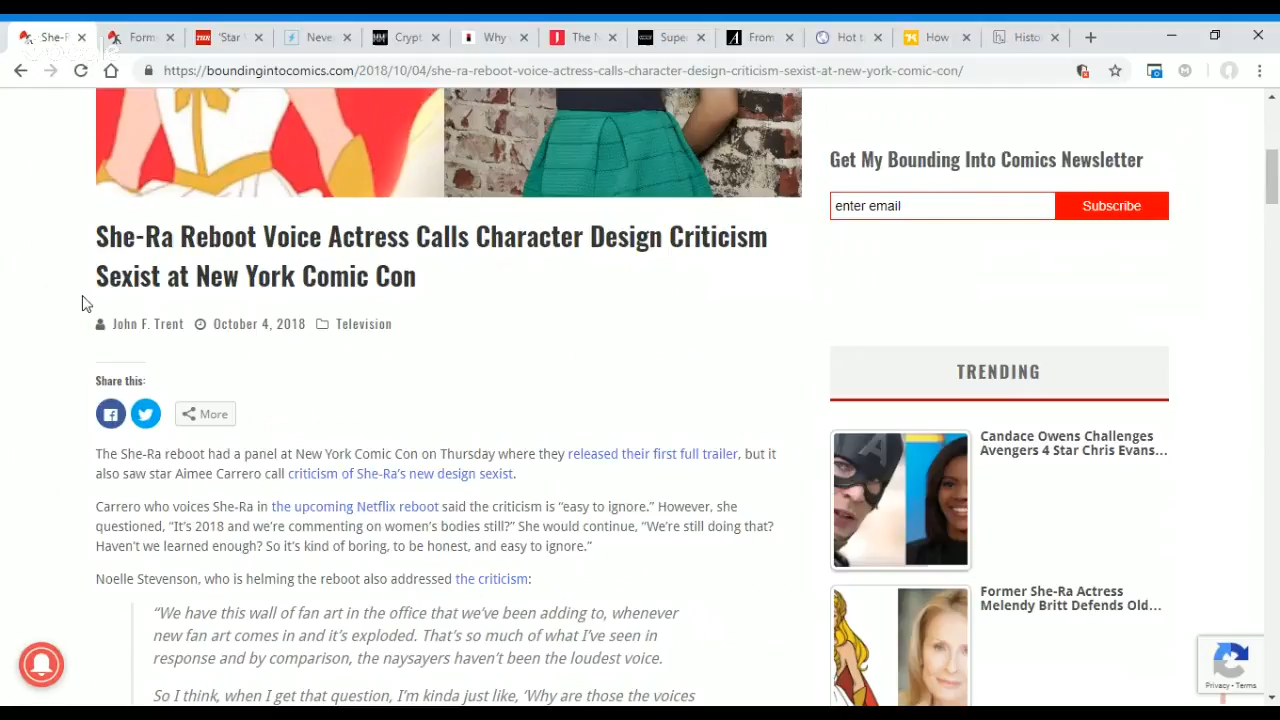 She-R
Form
THR
'Star
Neve
Crypt
Why
The N
Supe
From
Hot t
How
Histo
https://boundingintocomics.com/2018/10/04/she-ra-reboot-voice-actress-calls-character-design-criticism-sexist-at-new-york-comic-con/
She-Ra Reboot Voice Actress Calls Character Design Criticism
Sexist at New York Comic Con
John F. Trent October 4, 2018 Television
Share this:
More
The She-Ra reboot had a panel at New York Comic Con on Thursday where they released their first full trailer, but it
also saw star Aimee Carrero call criticism of She-Ra's new design sexist.
Carrero who voices She-Ra in the upcoming Netflix reboot said the criticism is "easy to ignore." However, she
questioned, "It's 2018 and we're commenting on women's bodies still?" She would continue, "We're still doing that?
Haven't we learned enough? So it's kind of boring, to be honest, and easy to ignore."
Noelle Stevenson, who is helming the reboot also addressed the criticism:
"We have this wall of fan art in the office that we've been adding to, whenever
new fan art comes in and it's exploded. That's so much of what I've seen in
response and by comparison, the naysayers haven't been the loudest voice.
So I think, when I get that question, I'm kinda just like, 'Why are those the voices
Get My Bounding Into Comics Newsletter
enter email
Subscribe
TRENDING
Candace Owens Challenges
Avengers 4 Star Chris Evans...
Former She-Ra Actress
Melendy Britt Defends Old...
Privacy - Terms